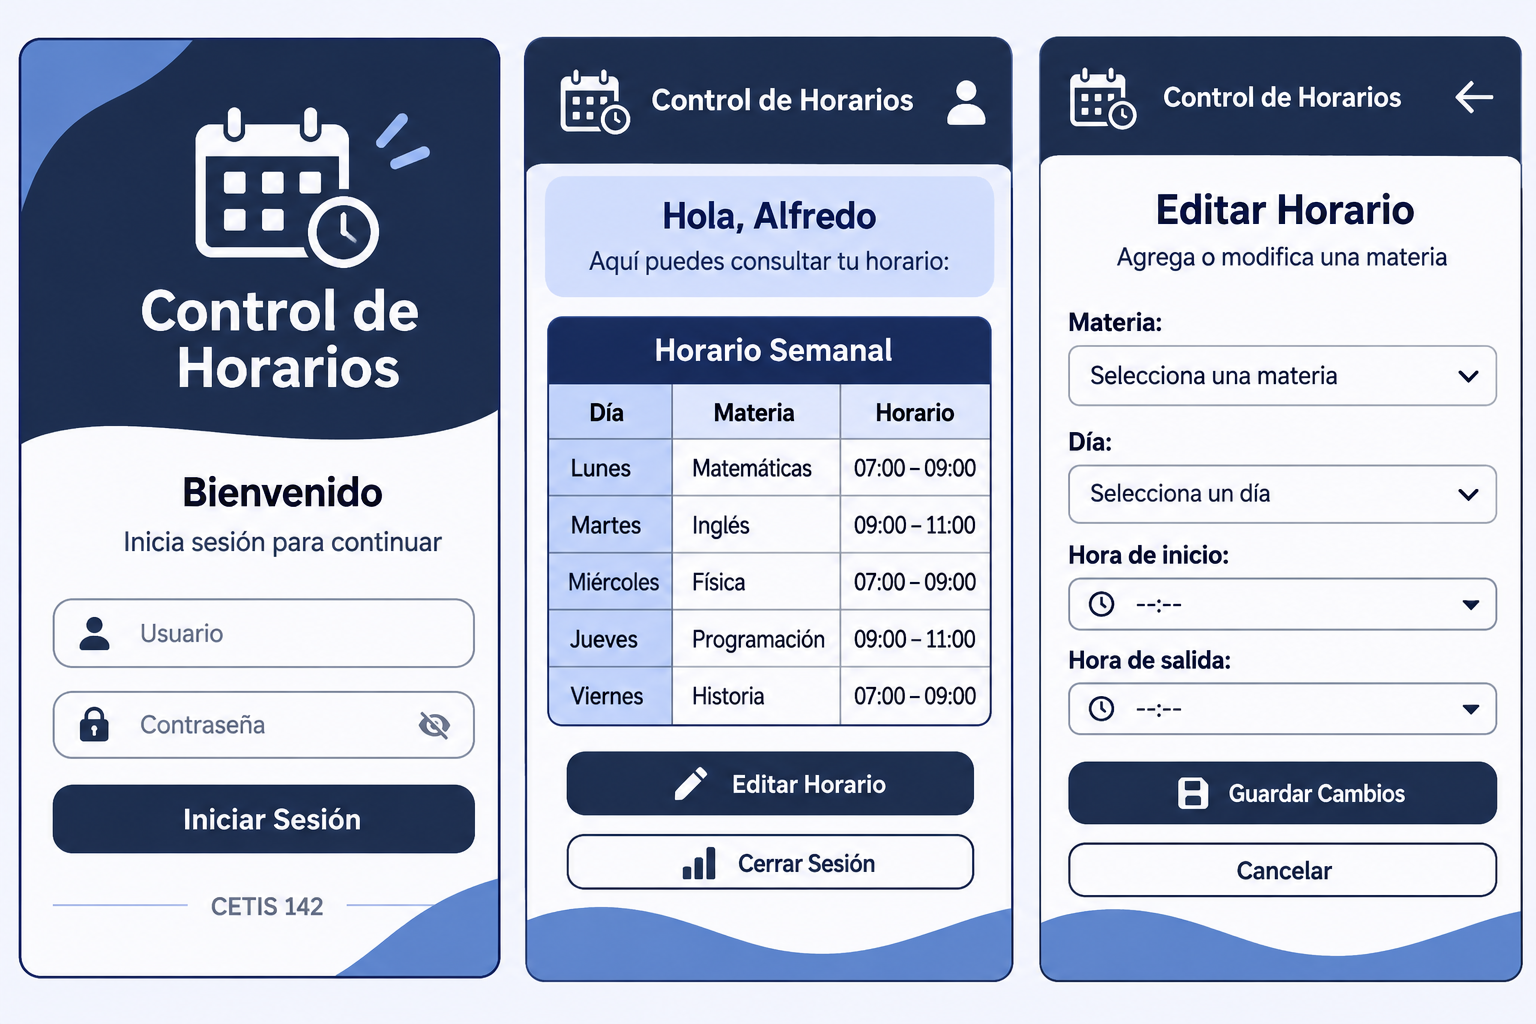 Control de
Horarios
Bienvenido
Inicia sesión para continuar
Usuario
Contraseña
Iniciar Sesión
CETIS 142
Control de Horarios
Hola, Alfredo
Aquí puedes consultar tu horario:
Horario Semanal
Día Materia Horario
Lunes Matemáticas 07:00 – 09:00
Martes Inglés 09:00 – 11:00
Miércoles Física 07:00 – 09:00
Jueves Programación 09:00 – 11:00
Viernes Historia 07:00 – 09:00
Editar Horario
Cerrar Sesión
Control de Horarios
Editar Horario
Agrega o modifica una materia
Materia:
Selecciona una materia
Día:
Selecciona un día
Hora de inicio:
--:--
Hora de salida:
--:--
Guardar Cambios
Cancelar